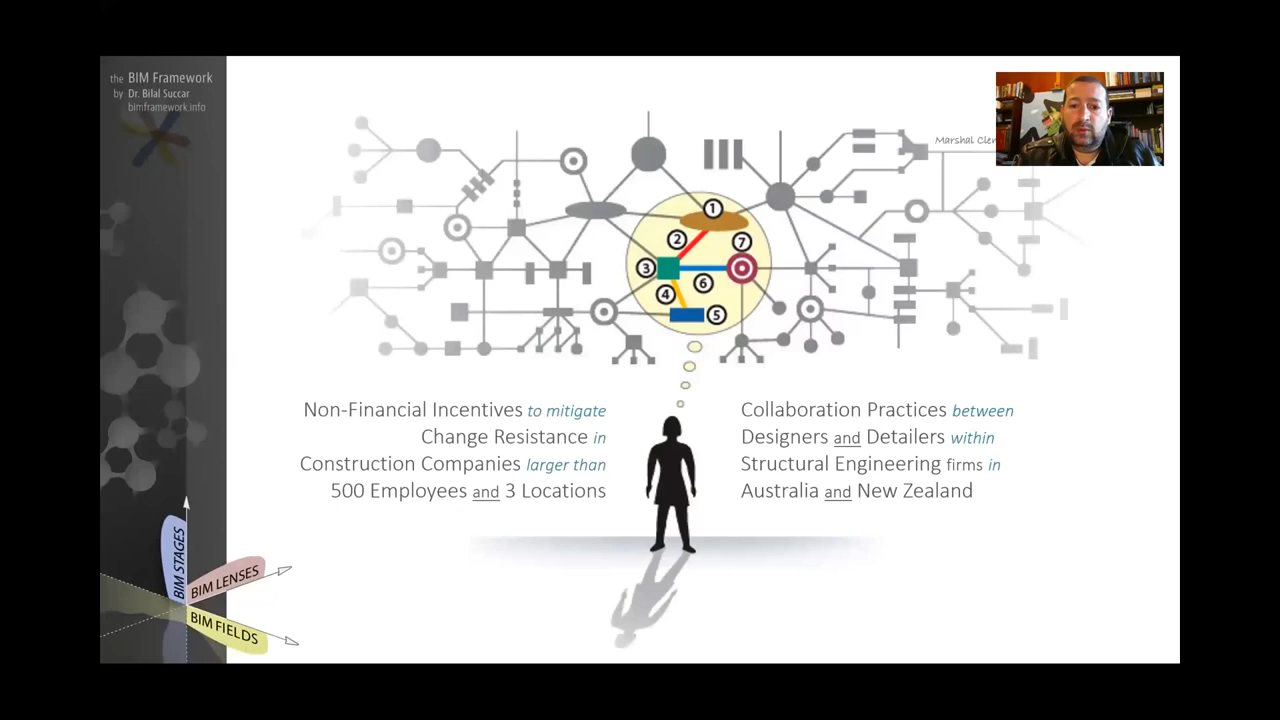 the BIM Framework
by Dr. Bilal Succar
bimframework.info
Marshal Clem
1
2
7
3
6
4
5
Non-Financial Incentives to mitigate
Change Resistance in
Construction Companies larger than
500 Employees and 3 Locations
Collaboration Practices between
Designers and Detailers within
Structural Engineering firms in
Australia and New Zealand
BIM STAGES
BIM LENSES
BIM FIELDS